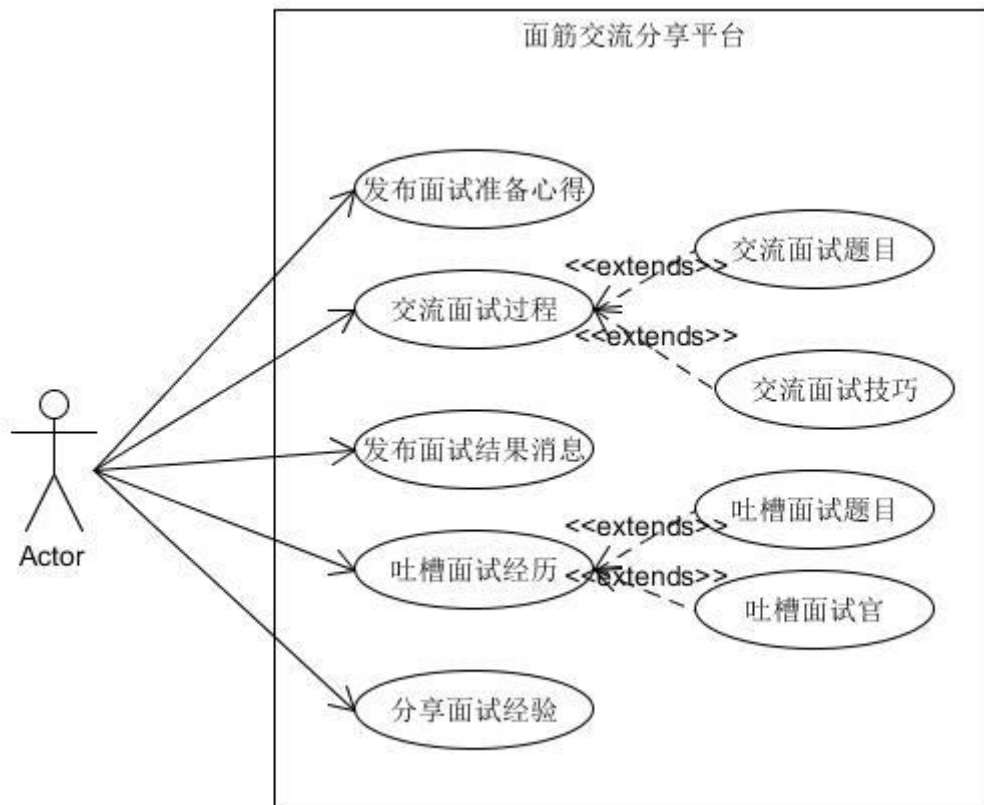 面筋交流分享平台
发布面试准备心得
交流面试题目
<<extends>>
交流面试过程
<<extends>>
交流面试技巧
发布面试结果消息
吐槽面试题目
<<extends>>
Actor
吐槽面试经历
<<extends>>
吐槽面试官
分享面试经验